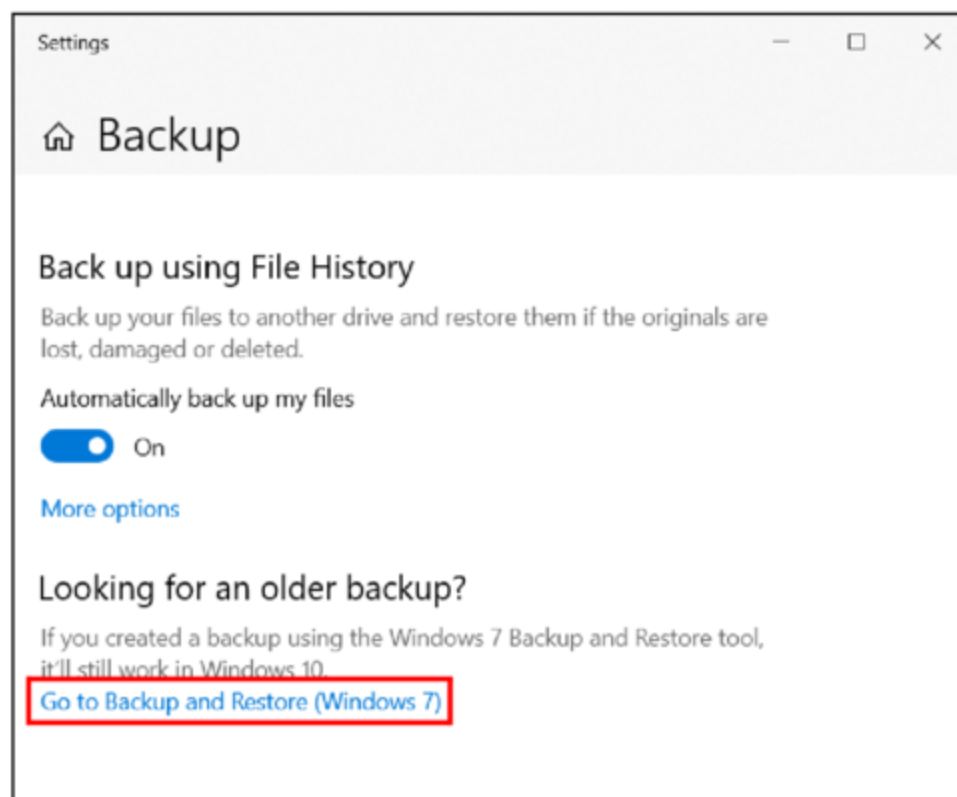 Settings
Backup
Back up using File History
Back up your files to another drive and restore them if the originals are
lost, damaged or deleted.
Automatically back up my files
On
More options
Looking for an older backup?
If you created a backup using the Windows 7 Backup and Restore tool,
it'll still work in Windows 10.
Go to Backup and Restore (Windows 7)